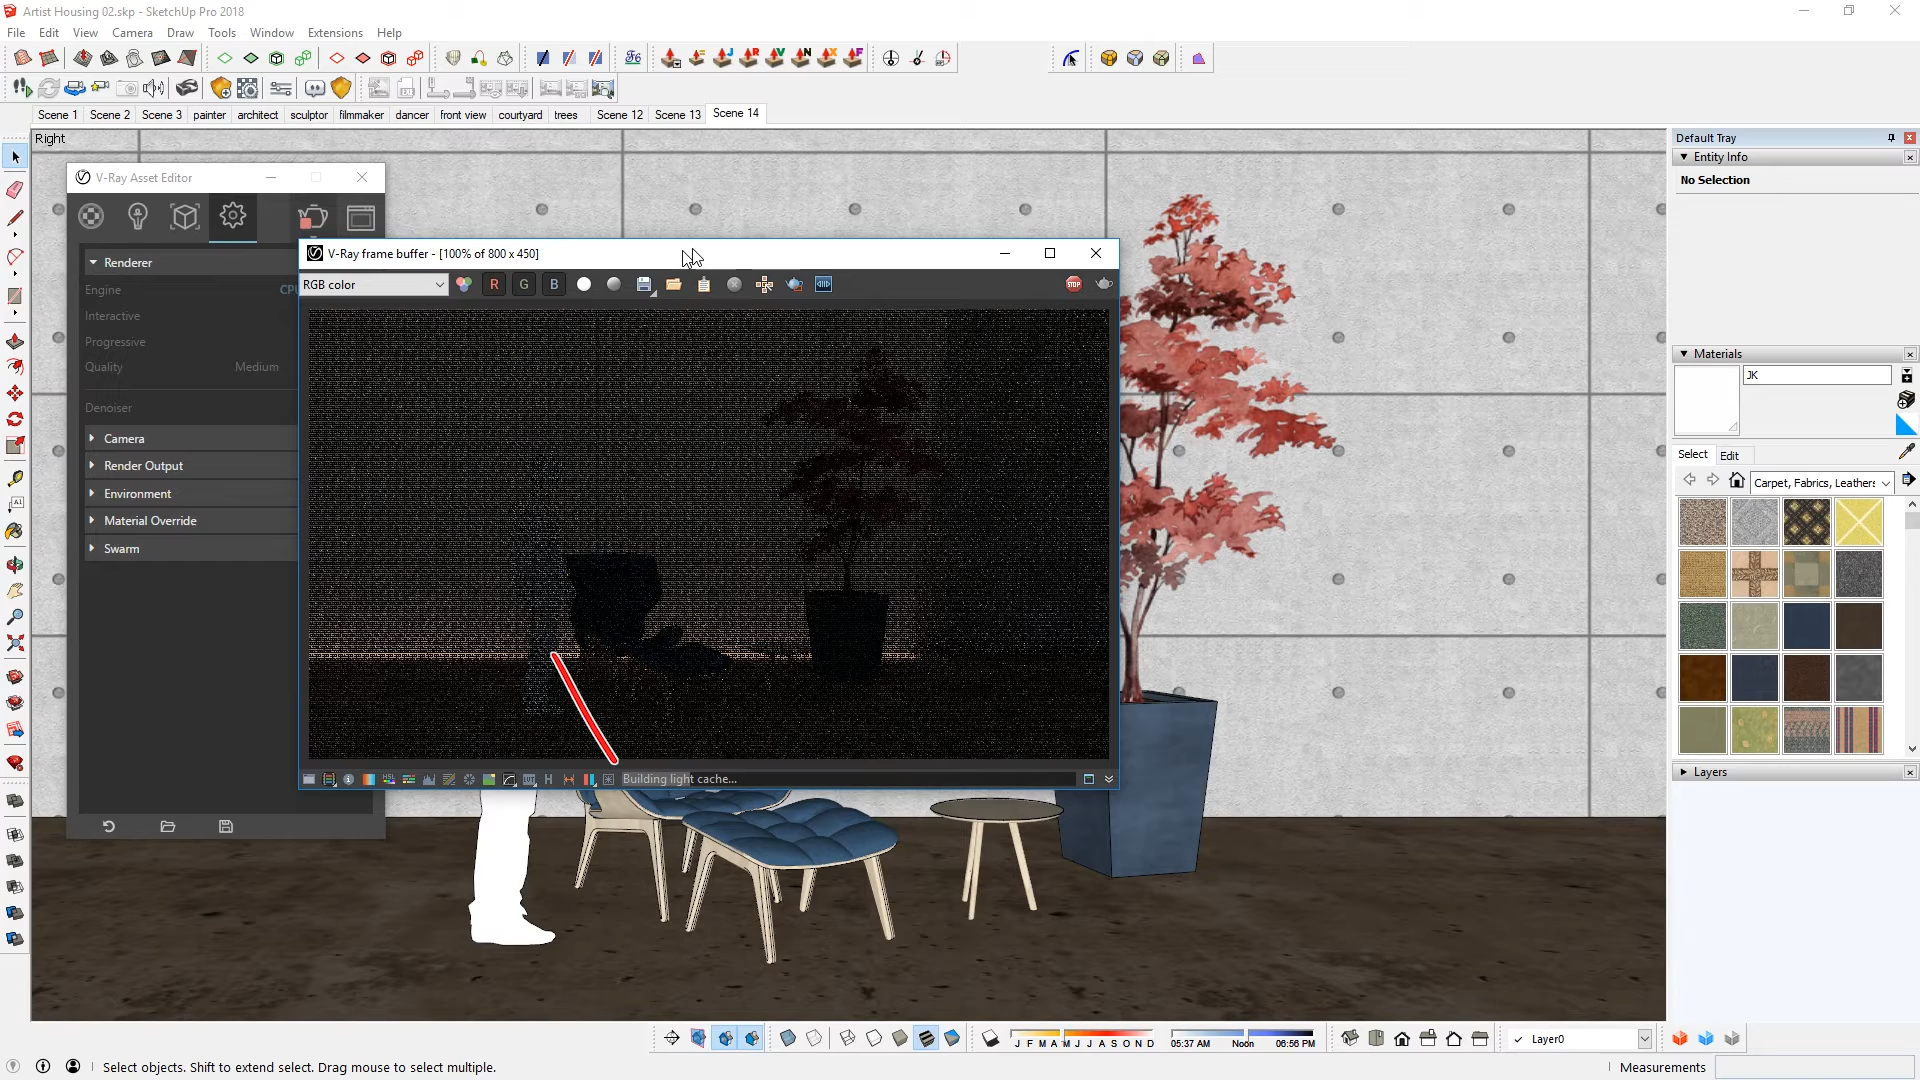 Artist Housing 02.skp - SketchUp Pro 2018
File Edit View Camera Draw Tools Window Extensions Help
Scene 1 Scene 2 Scene 3 painter architect sculptor filmmaker dancer front view courtyard trees Scene 12 Scene 13 Scene 14
Right
V-Ray Asset Editor
Renderer
Engine CPU
Interactive
Progressive
Quality Medium
Denoiser
Camera
Render Output
Environment
Material Override
Swarm
V-Ray frame buffer - [100% of 800 x 450]
RGB color
R G B
STOP
Building light cache...
Default Tray
Entity Info
No Selection
Materials
JK
Select Edit
Carpet, Fabrics, Leathers
Layers
J F M A M J J A S O N D
05:37 AM Noon 06:56 PM
Layer0
Select objects. Shift to extend select. Drag mouse to select multiple.
Measurements